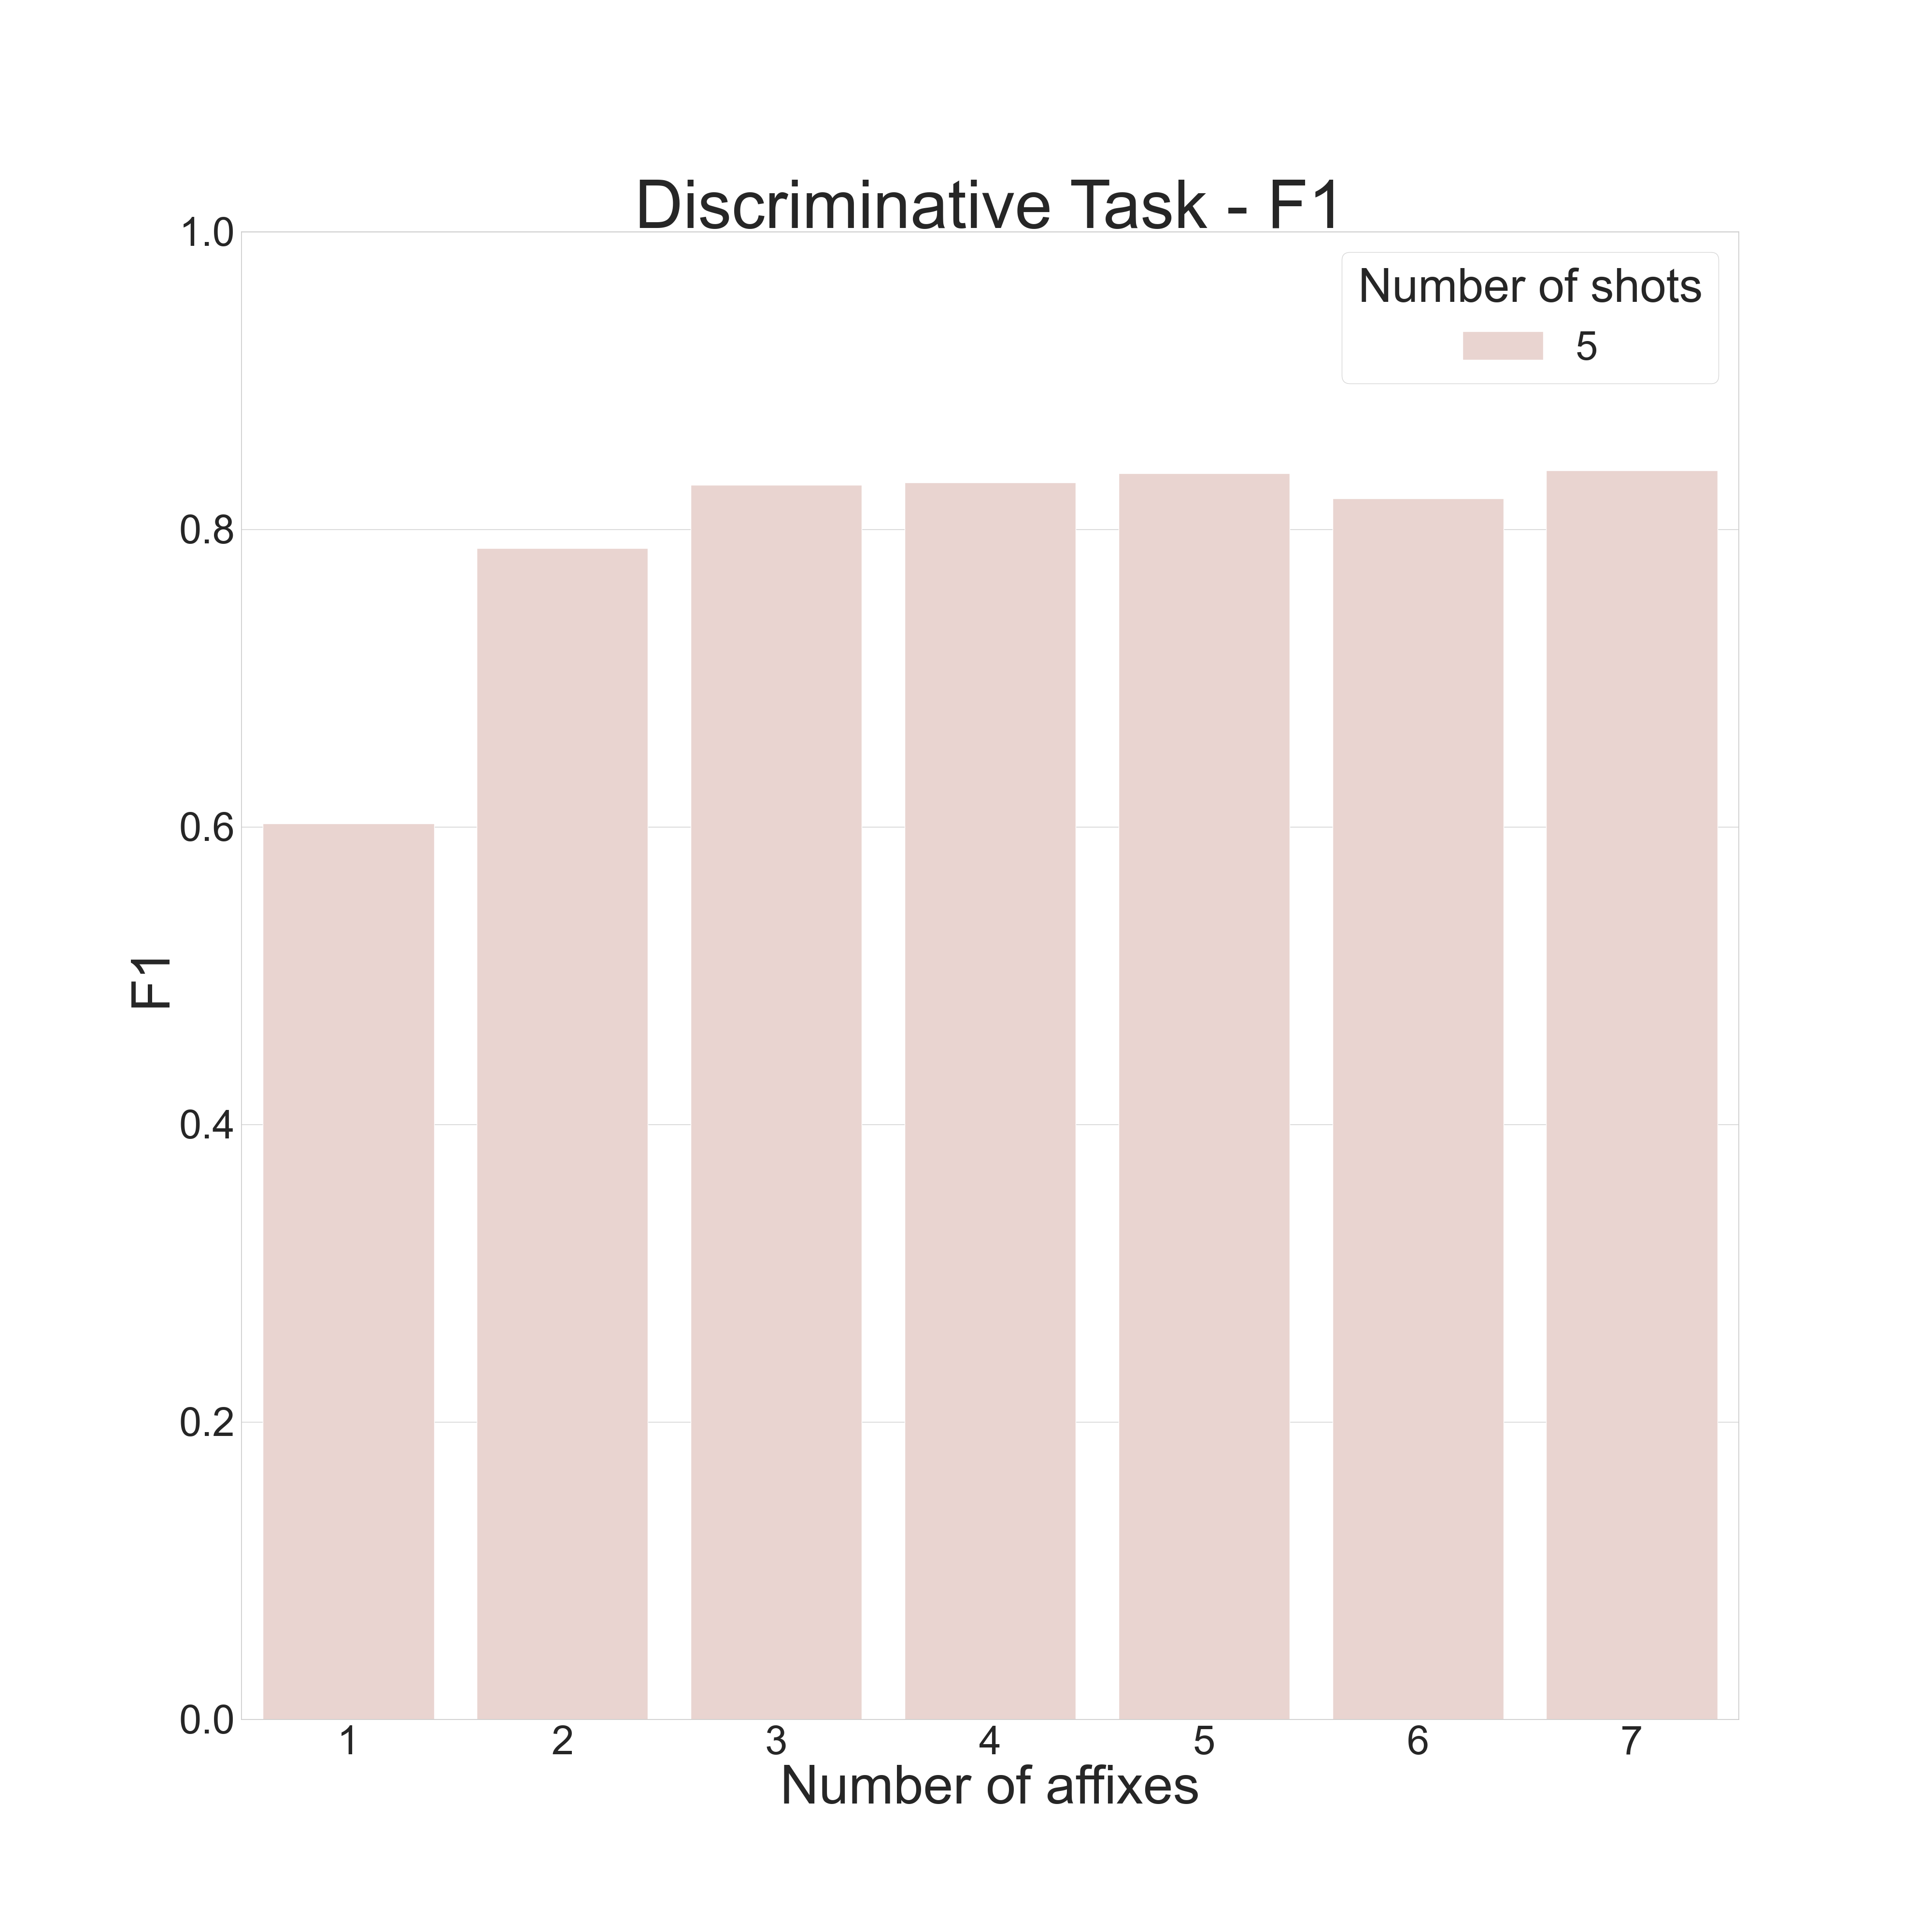 Discriminative Task - F1
1.0
Number of shots
5
0.8
0.6
F1
0.4
0.2
0.0
1 2 3 4 5 6 7
Number of affixes